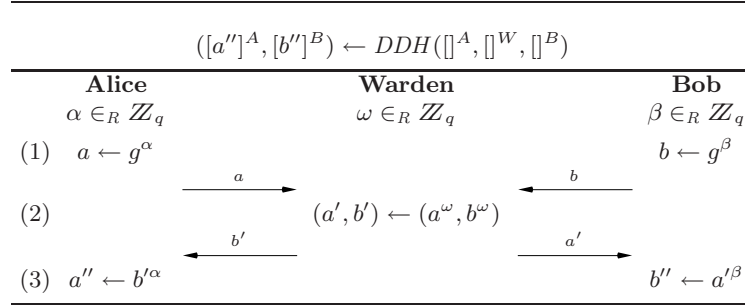 ([a′′]^A, [b′′]^B) ← DDH([]^A, []^W, []^B)
Alice Warden Bob
α ∈_R ℤ_q ω ∈_R ℤ_q β ∈_R ℤ_q
(1) a ← g^α b ← g^β
a b
(2) (a′, b′) ← (a^ω, b^ω)
b′ a′
(3) a′′ ← b′^α b′′ ← a′^β